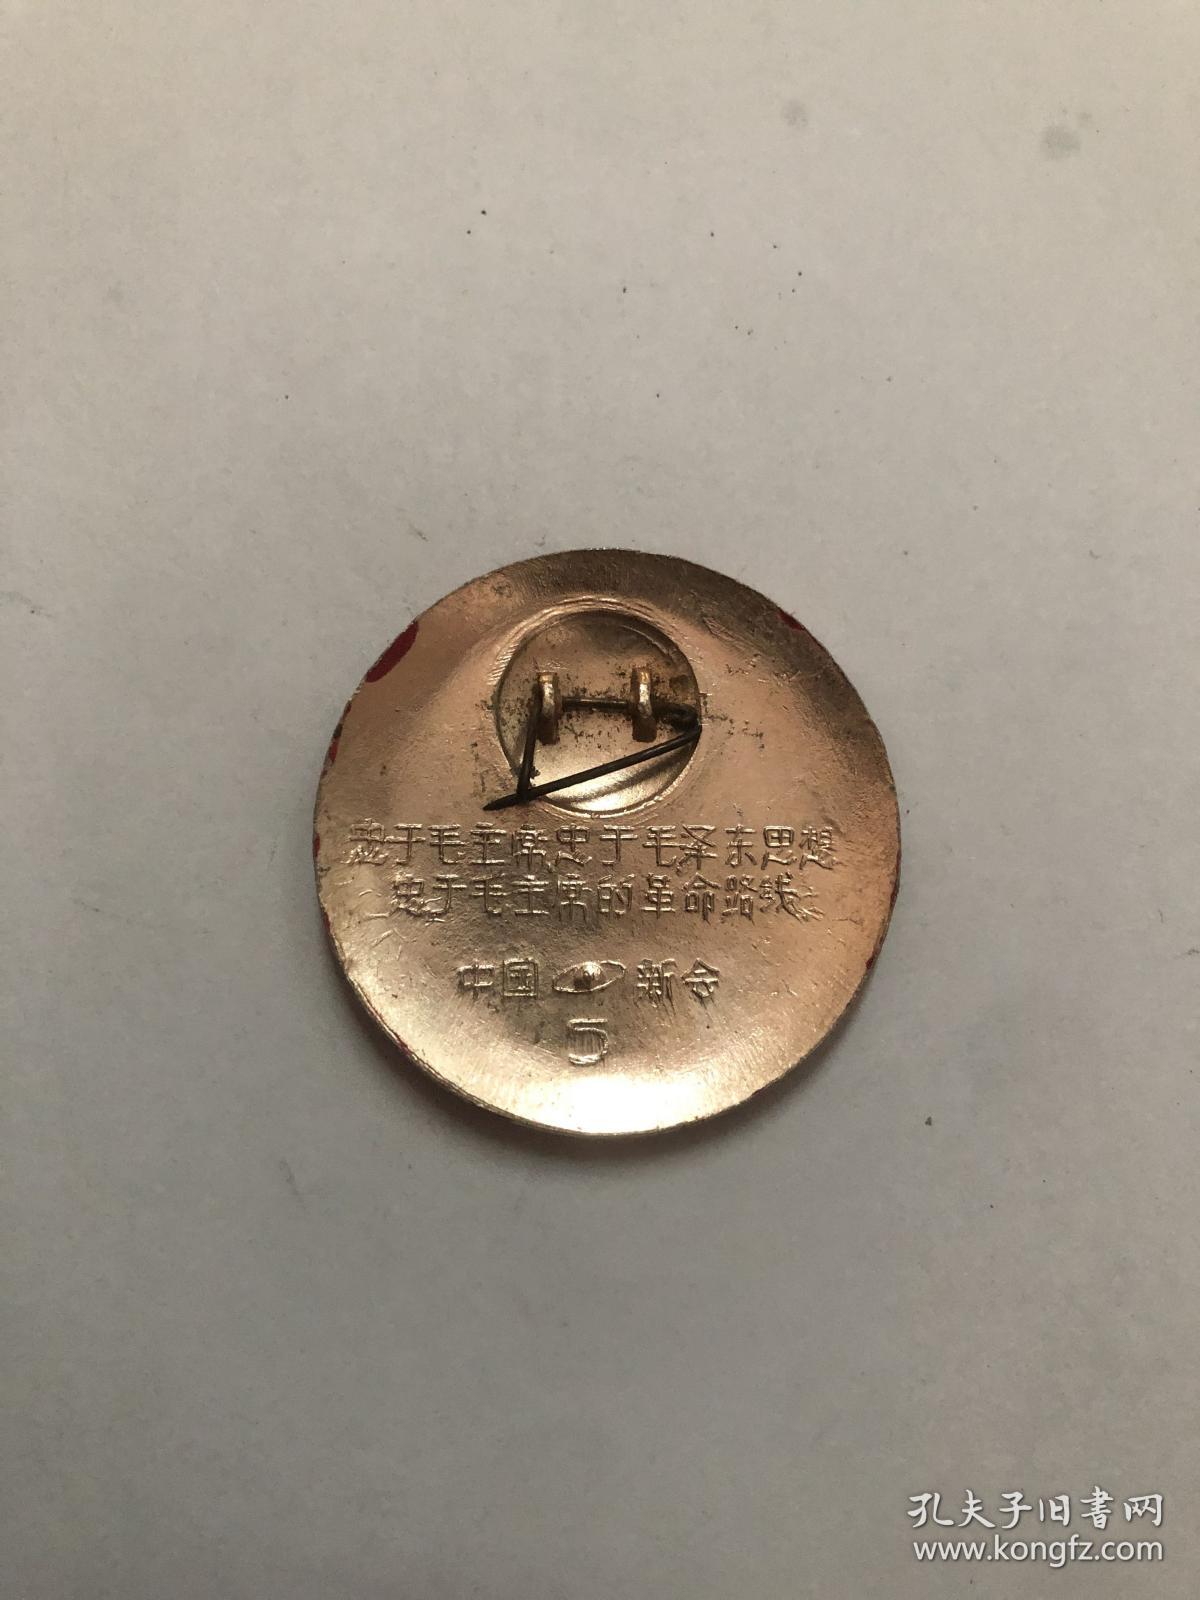 忠于毛主席忠于毛泽东思想
忠于毛主席的革命路线
中国 新会
5
孔夫子旧书网
www.kongfz.com